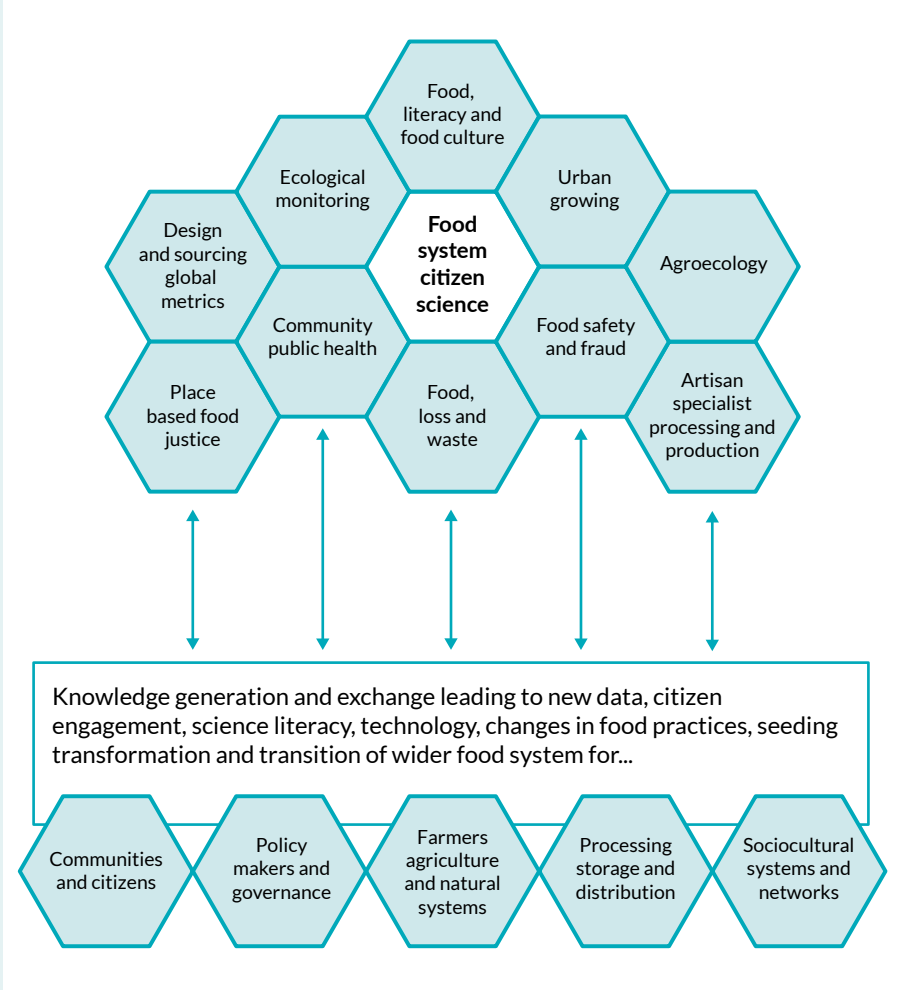 Food,
literacy and
food culture
Ecological
monitoring
Urban
growing
Design
and sourcing
global
metrics
Food
system
citizen
science
Agroecology
Community
public health
Food safety
and fraud
Place
based food
justice
Food,
loss and
waste
Artisan
specialist
processing and
production
Knowledge generation and exchange leading to new data, citizen
engagement, science literacy, technology, changes in food practices, seeding
transformation and transition of wider food system for...
Communities
and citizens
Policy
makers and
governance
Farmers
agriculture
and natural
systems
Processing
storage and
distribution
Sociocultural
systems and
networks